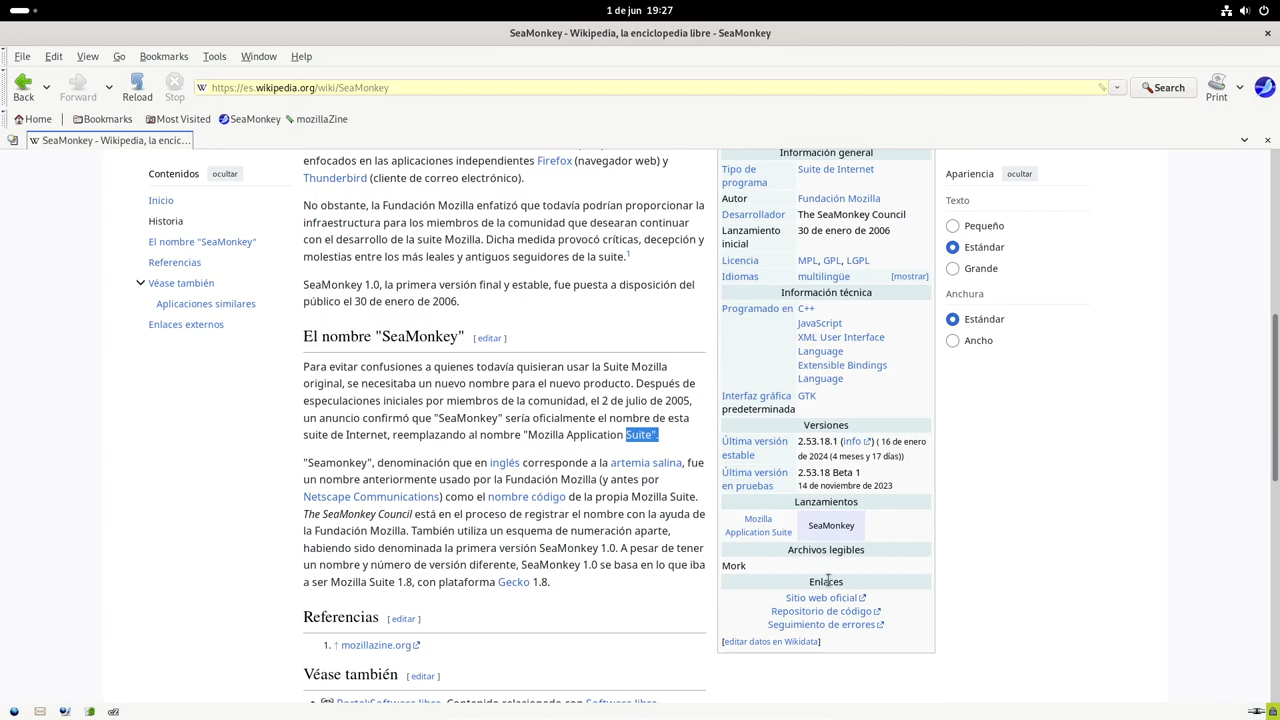 1 de jun  19:27
SeaMonkey - Wikipedia, la enciclopedia libre - SeaMonkey
File Edit View Go Bookmarks Tools Window Help
Back Forward Reload Stop
W https://es.wikipedia.org/wiki/SeaMonkey
Search Print
Home Bookmarks Most Visited SeaMonkey mozillaZine
W SeaMonkey - Wikipedia, la encic...
Contenidos ocultar
Inicio
Historia
El nombre "SeaMonkey"
Referencias
Véase también
Aplicaciones similares
Enlaces externos
enfocados en las aplicaciones independientes Firefox (navegador web) y
Thunderbird (cliente de correo electrónico).
No obstante, la Fundación Mozilla enfatizó que todavía podrían proporcionar la
infraestructura para los miembros de la comunidad que desearan continuar
con el desarrollo de la suite Mozilla. Dicha medida provocó críticas, decepción y
molestias entre los más leales y antiguos seguidores de la suite.1
SeaMonkey 1.0, la primera versión final y estable, fue puesta a disposición del
público el 30 de enero de 2006.
El nombre "SeaMonkey" [ editar ]
Para evitar confusiones a quienes todavía quisieran usar la Suite Mozilla
original, se necesitaba un nuevo nombre para el nuevo producto. Después de
especulaciones iniciales por miembros de la comunidad, el 2 de julio de 2005,
un anuncio confirmó que "SeaMonkey" sería oficialmente el nombre de esta
suite de Internet, reemplazando al nombre "Mozilla Application Suite".
"Seamonkey", denominación que en inglés corresponde a la artemia salina, fue
un nombre anteriormente usado por la Fundación Mozilla (y antes por
Netscape Communications) como el nombre código de la propia Mozilla Suite.
The SeaMonkey Council está en el proceso de registrar el nombre con la ayuda de
la Fundación Mozilla. También utiliza un esquema de numeración aparte,
habiendo sido denominada la primera versión SeaMonkey 1.0. A pesar de tener
un nombre y número de versión diferente, SeaMonkey 1.0 se basa en lo que iba
a ser Mozilla Suite 1.8, con plataforma Gecko 1.8.
Referencias [ editar ]
1. ↑ mozillazine.org
Véase también [ editar ]
PortalSoftware libre. Contenido relacionado con Software libre.
Información general
Tipo de
programa
Suite de Internet
Autor Fundación Mozilla
Desarrollador The SeaMonkey Council
Lanzamiento
inicial
30 de enero de 2006
Licencia MPL, GPL, LGPL
Idiomas multilingüe [mostrar]
Información técnica
Programado en C++
JavaScript
XML User Interface
Language
Extensible Bindings
Language
Interfaz gráfica
predeterminada
GTK
Versiones
Última versión
estable
2.53.18.1 (info) ( 16 de enero
de 2024 (4 meses y 17 días))
Última versión
en pruebas
2.53.18 Beta 1
14 de noviembre de 2023
Lanzamientos
Mozilla
Application Suite
SeaMonkey
Archivos legibles
Mork
Enlaces
Sitio web oficial
Repositorio de código
Seguimiento de errores
[editar datos en Wikidata]
Apariencia ocultar
Texto
Pequeño
Estándar
Grande
Anchura
Estándar
Ancho